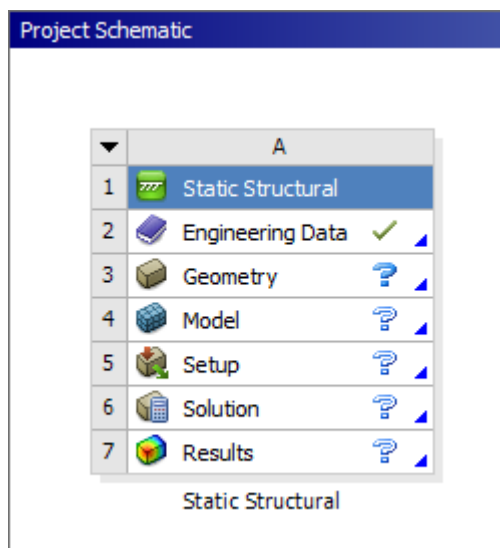 Project Schematic
A
1 Static Structural
2 Engineering Data
3 Geometry
4 Model
5 Setup
6 Solution
7 Results
Static Structural